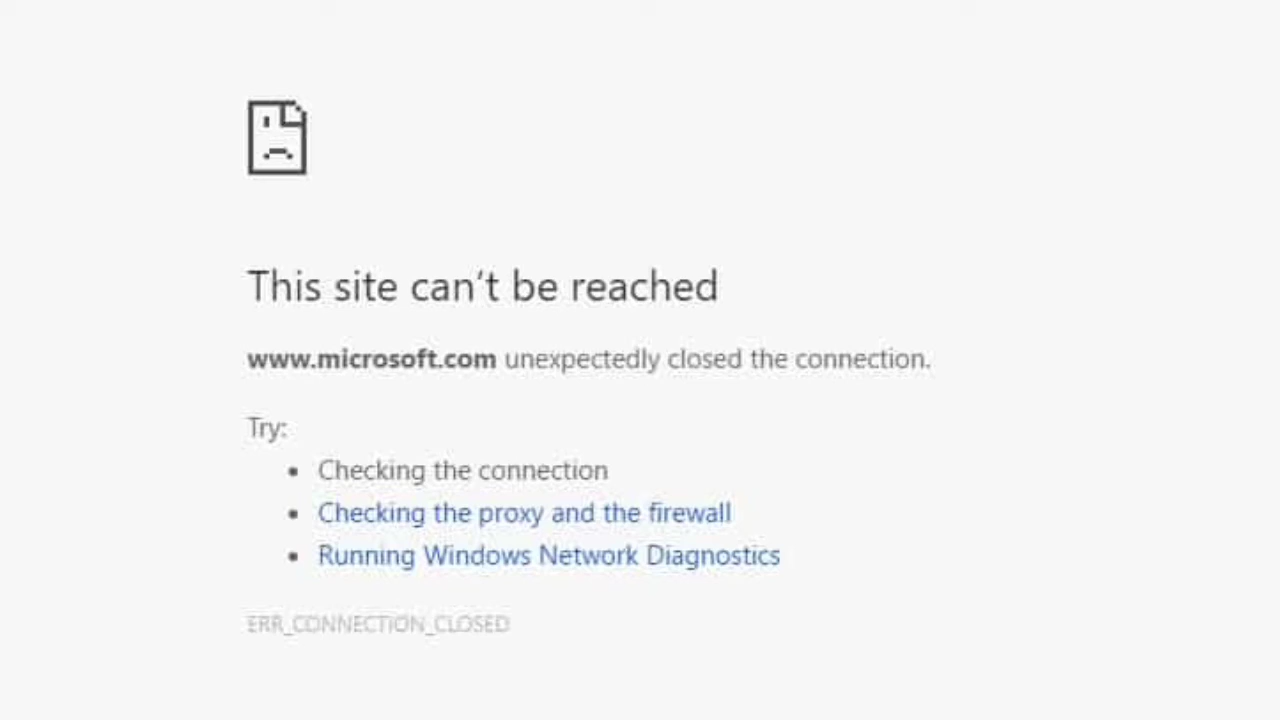 This site can't be reached
www.microsoft.com unexpectedly closed the connection.
Try:
• Checking the connection
• Checking the proxy and the firewall
• Running Windows Network Diagnostics
ERR_CONNECTION_CLOSED